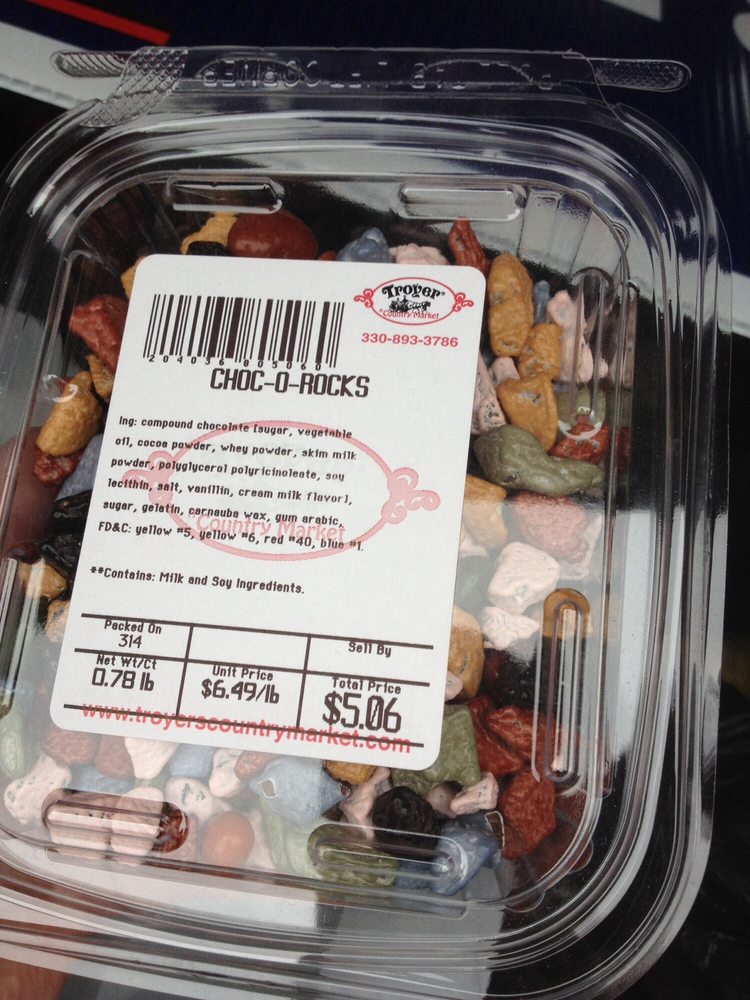 Troyer®
Country Market
330-893-3786
204036 805060
CHOC-O-ROCKS
Ing: compound chocolate [sugar, vegetable
oil, cocoa powder, whey powder, skim milk
powder, polyglycerol polyricinoleate, soy
lecithin, salt, vanillin, cream milk flavor],
sugar, gelatin, carnauba wax, gum arabic,
Country Market
FD&C: yellow #5, yellow #6, red #40, blue #1.
**Contains: Milk and Soy Ingredients.
Packed On
314
Sell By
Net Wt/Ct
0.78 lb
Unit Price
$6.49/lb
Total Price
$5.06
www.troyerscountrymarket.com